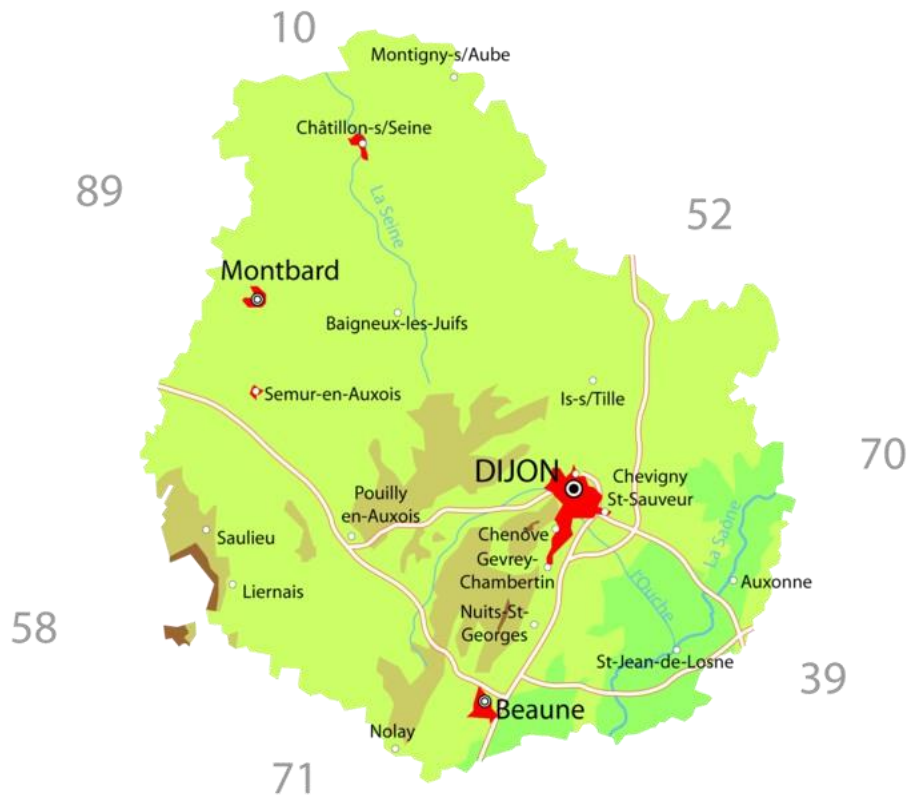 10
Montigny-s/Aube
Châtillon-s/Seine
89
La Seine
52
Montbard
Baigneux-les-Juifs
Semur-en-Auxois
Is-s/Tille
70
DIJON
Chevigny
St-Sauveur
Pouilly
en-Auxois
La Saône
Saulieu
Chenôve
Gevrey-
Chambertin
Auxonne
Liernais
l'Ouche
Nuits-St-
Georges
58
St-Jean-de-Losne
39
Beaune
Nolay
71